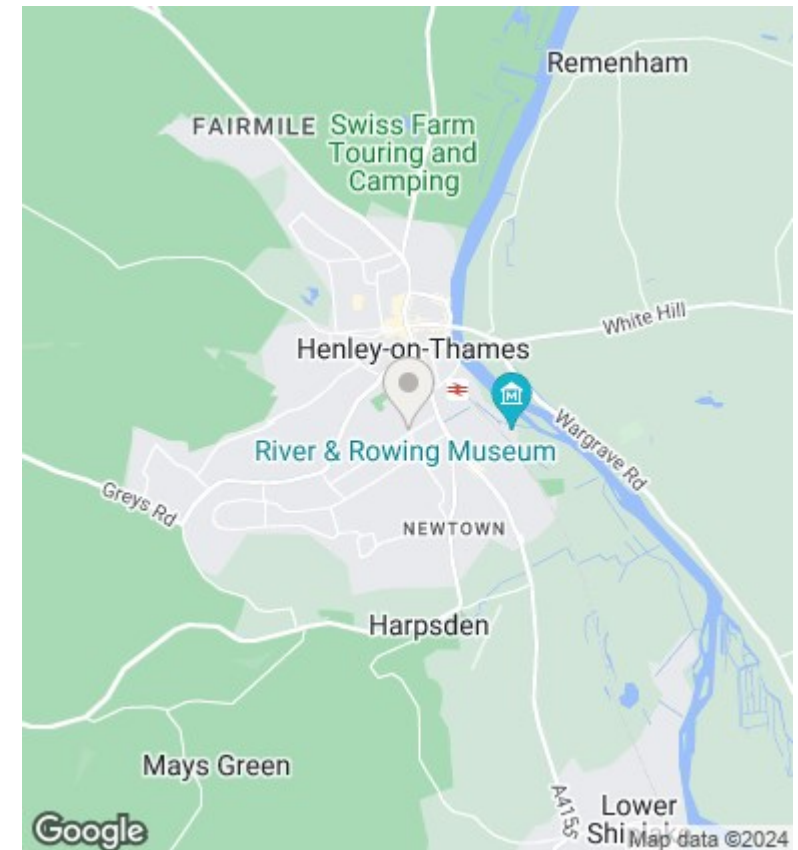 Remenham
FAIRMILE
Swiss Farm
Touring and
Camping
White Hill
Henley-on-Thames
M
Wargrave Rd
River & Rowing Museum
Greys Rd
NEWTOWN
Harpsden
Mays Green
A4155
Lower
Google
Map data ©2024